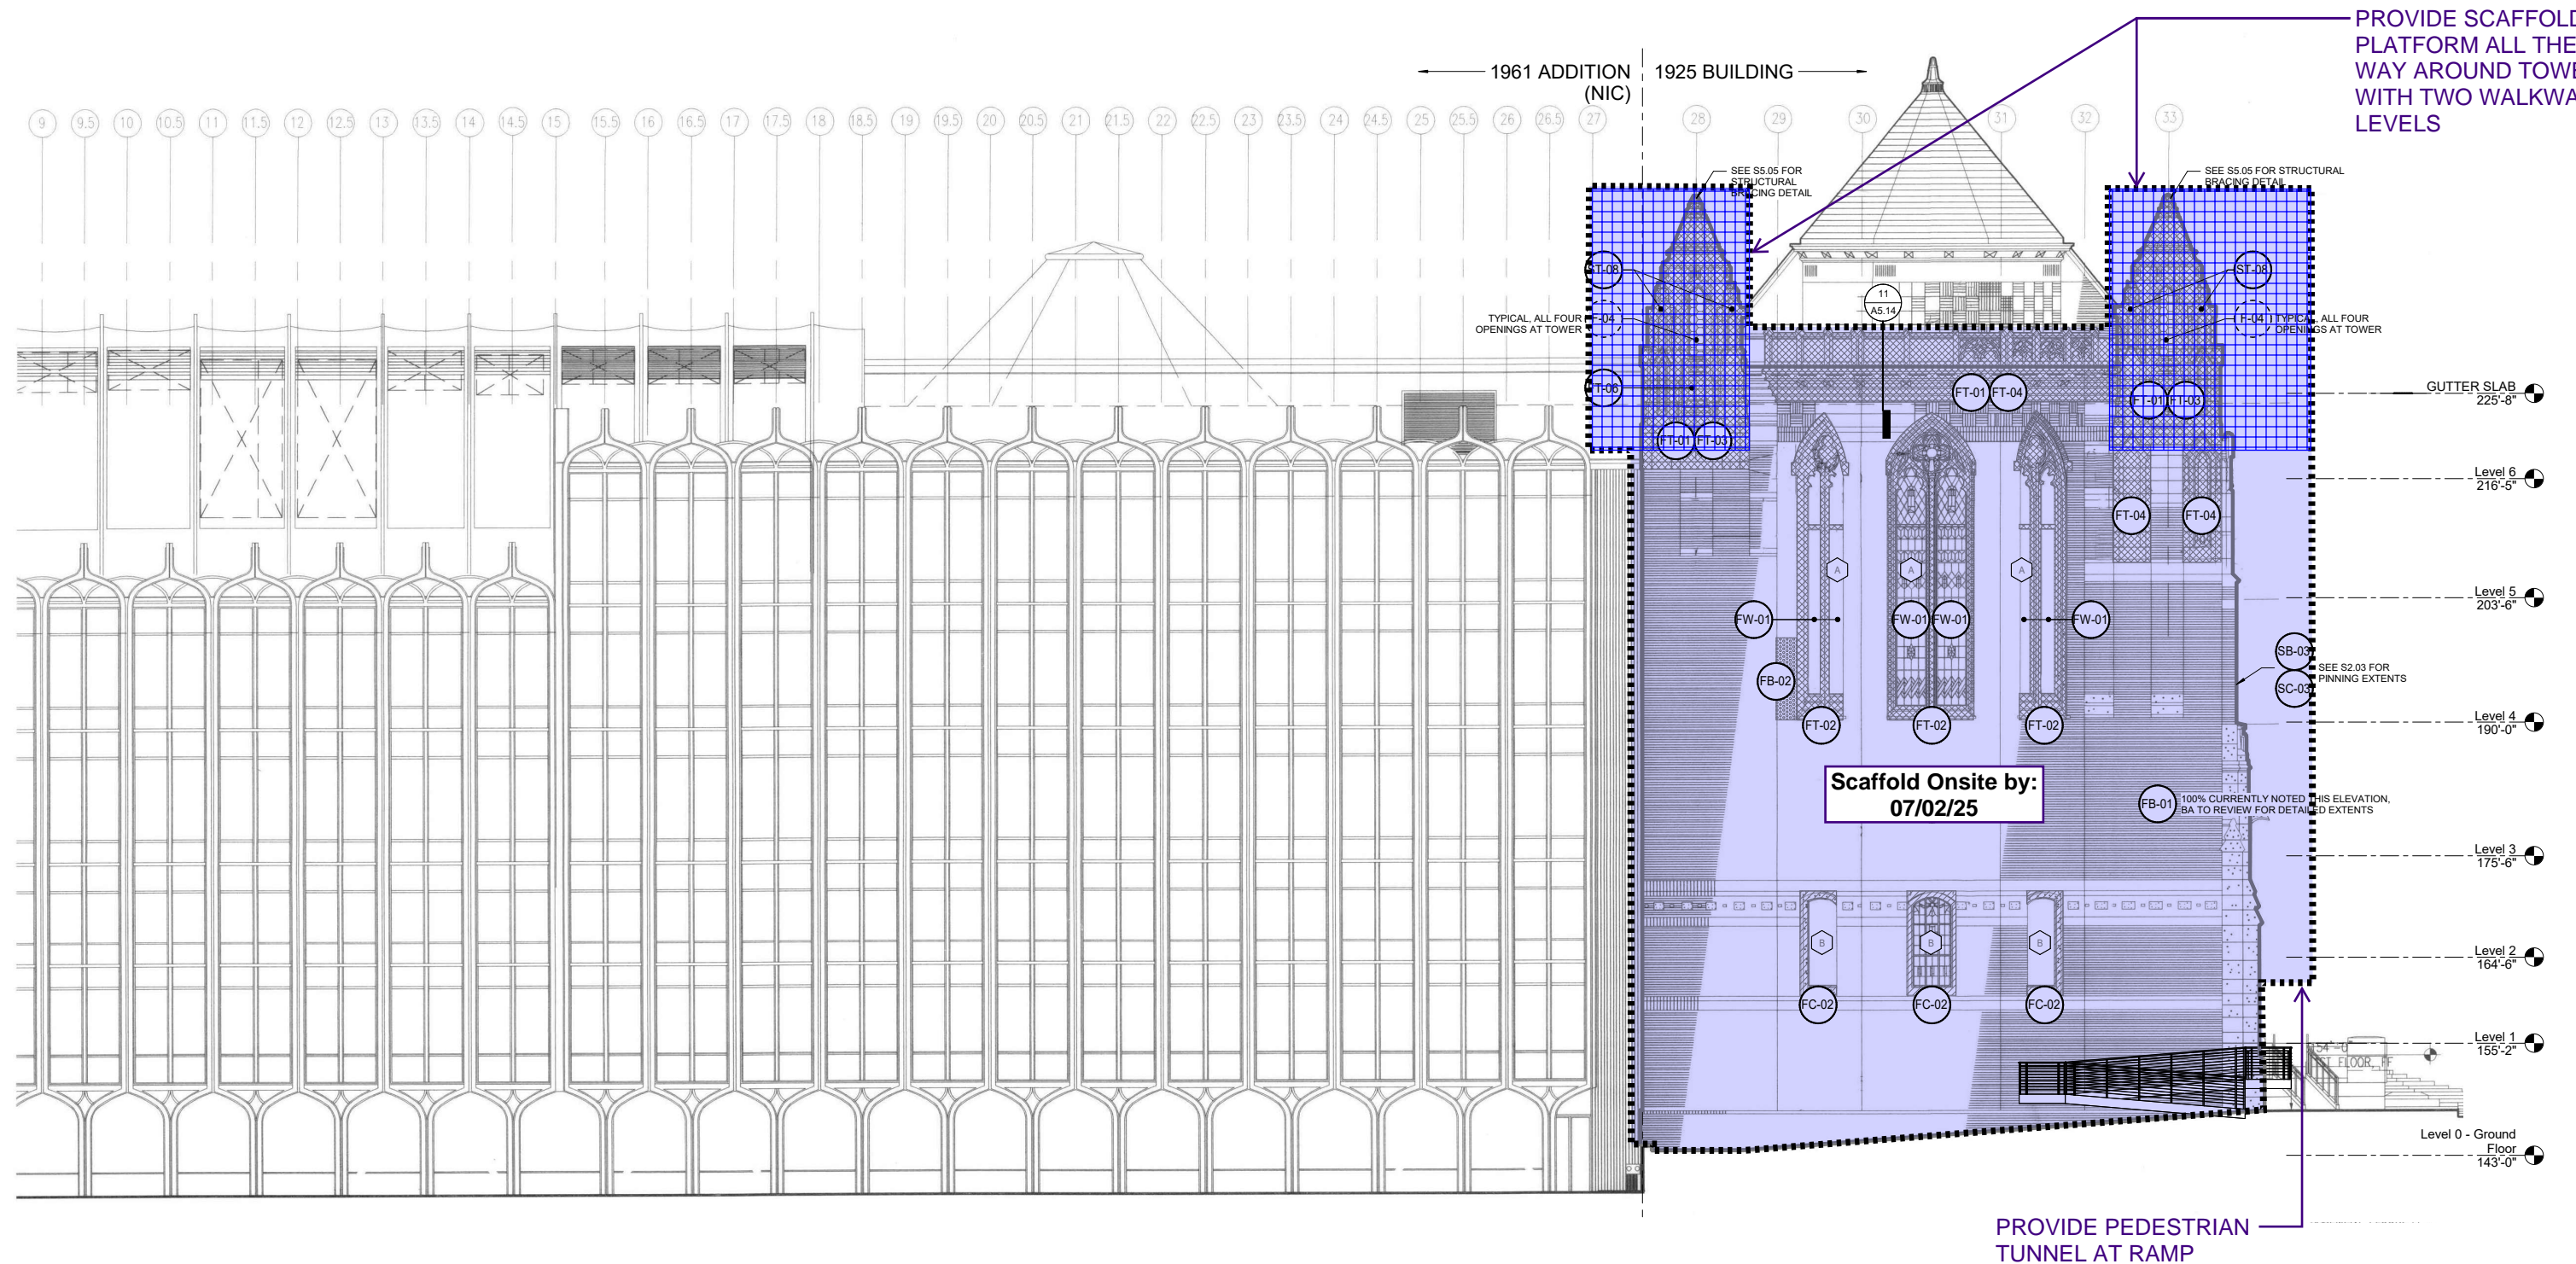 PROVIDE SCAFFOLD
PLATFORM ALL THE
WAY AROUND
WITH TWO
LEVELS
1961 ADDITION
(NIC)
1925 BUILDING
9 9.5 10 10.5 11 11.5 12 12.5 13 13.5 14 14.5 15 15.5 16 16.5 17 17.5 18 18.5 19 19.5 20 20.5 21 21.5 22 22.5 23 23.5 24 24.5 25 25.5 26 26.5 27 28 29 30 31 32 33
SEE S5.05 FOR
STRUCTURAL
BRACING DETAIL
SEE S5.05 FOR STRUCTURAL
BRACING DETAIL
ST-08
ST-08
11
A5.14
TYPICAL, ALL FOUR
OPENINGS AT TOWER
F-04
F-04
TYPICAL, ALL FOUR
OPENINGS AT TOWER
FT-06
FT-01 FT-04
FT-01 FT-03
GUTTER SLAB
225'-8"
FT-01 FT-03
Level 6
216'-5"
FT-04 FT-04
A A A
Level 5
203'-6"
FW-01 FW-01 FW-01 FW-01
SB-03
SEE S2.03 FOR
PINNING EXTENTS
FB-02
SC-03
Level 4
190'-0"
FT-02 FT-02 FT-02
Scaffold Onsite by:
07/02/25
FB-01
100% CURRENTLY NOTED THIS ELEVATION,
BA TO REVIEW FOR DETAILED EXTENTS
Level 3
175'-6"
B B B
Level 2
164'-6"
FC-02 FC-02 FC-02
Level 1
155'-2"
FLOOR, FF
Level 0 - Ground
Floor
143'-0"
PROVIDE PEDESTRIAN
TUNNEL AT RAMP